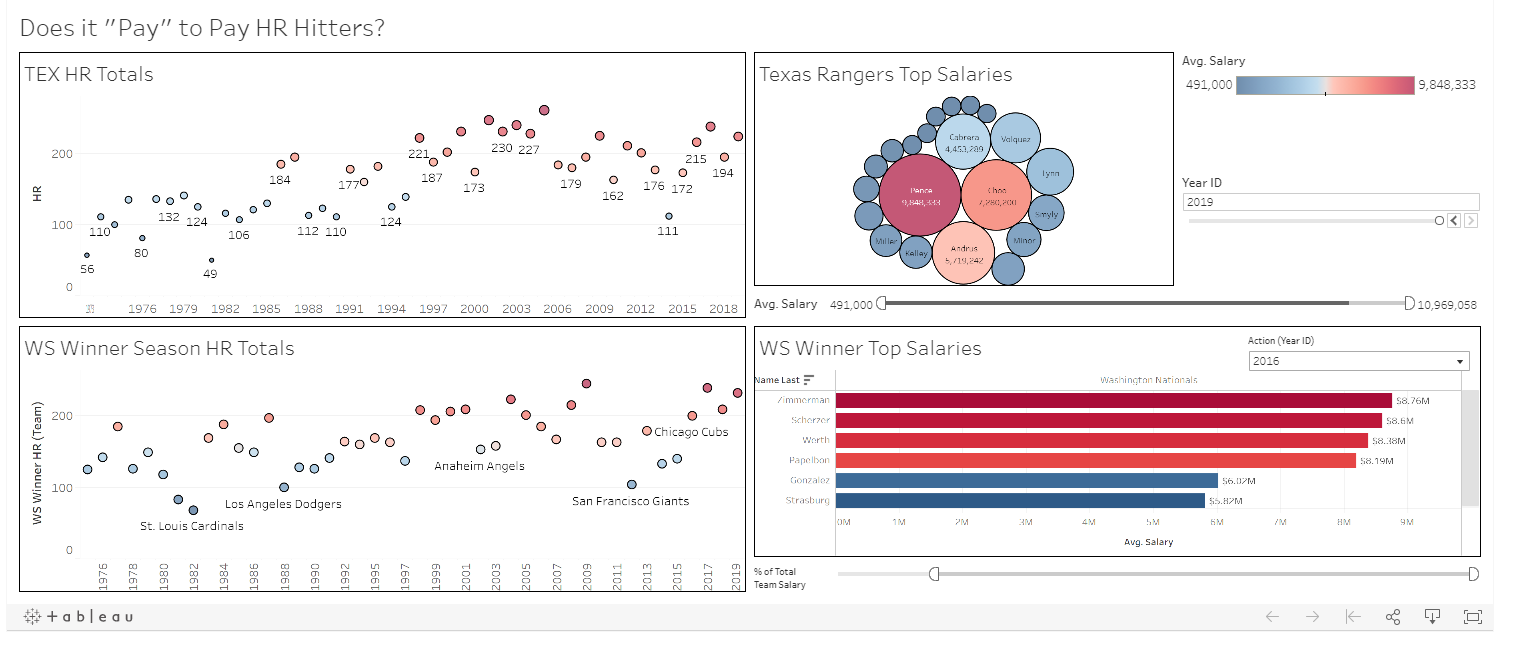 Does it "Pay" to Pay HR Hitters?
TEX HR Totals
HR
200
100
0
56
110
80
132
124
49
106
184
112
110
177
124
221
187
173
230
227
179
162
176
111
172
215
194
1976 1979 1982 1985 1988 1991 1994 1997 2000 2003 2006 2009 2012 2015 2018
Texas Rangers Top Salaries
Cabrera
4,453,289
Volquez
Lynn
Pence
9,848,333
Choo
7,280,200
Smyly
Miller
Kelley
Andrus
5,719,242
Minor
Avg. Salary
491,000
9,848,333
Year ID
2019
Avg. Salary 491,000 10,969,058
WS Winner Season HR Totals
WS Winner HR (Team)
200
100
0
St. Louis Cardinals
Los Angeles Dodgers
Anaheim Angels
San Francisco Giants
Chicago Cubs
1976 1978 1980 1982 1984 1986 1988 1990 1992 1995 1997 1999 2001 2003 2005 2007 2009 2011 2013 2015 2017 2019
WS Winner Top Salaries
Action (Year ID)
2016
Name Last
Washington Nationals
Zimmerman $8.76M
Scherzer $8.6M
Werth $8.38M
Papelbon $8.19M
Gonzalez $6.02M
Strasburg $5.82M
0M 1M 2M 3M 4M 5M 6M 7M 8M 9M
Avg. Salary
% of Total
Team Salary
+ableau